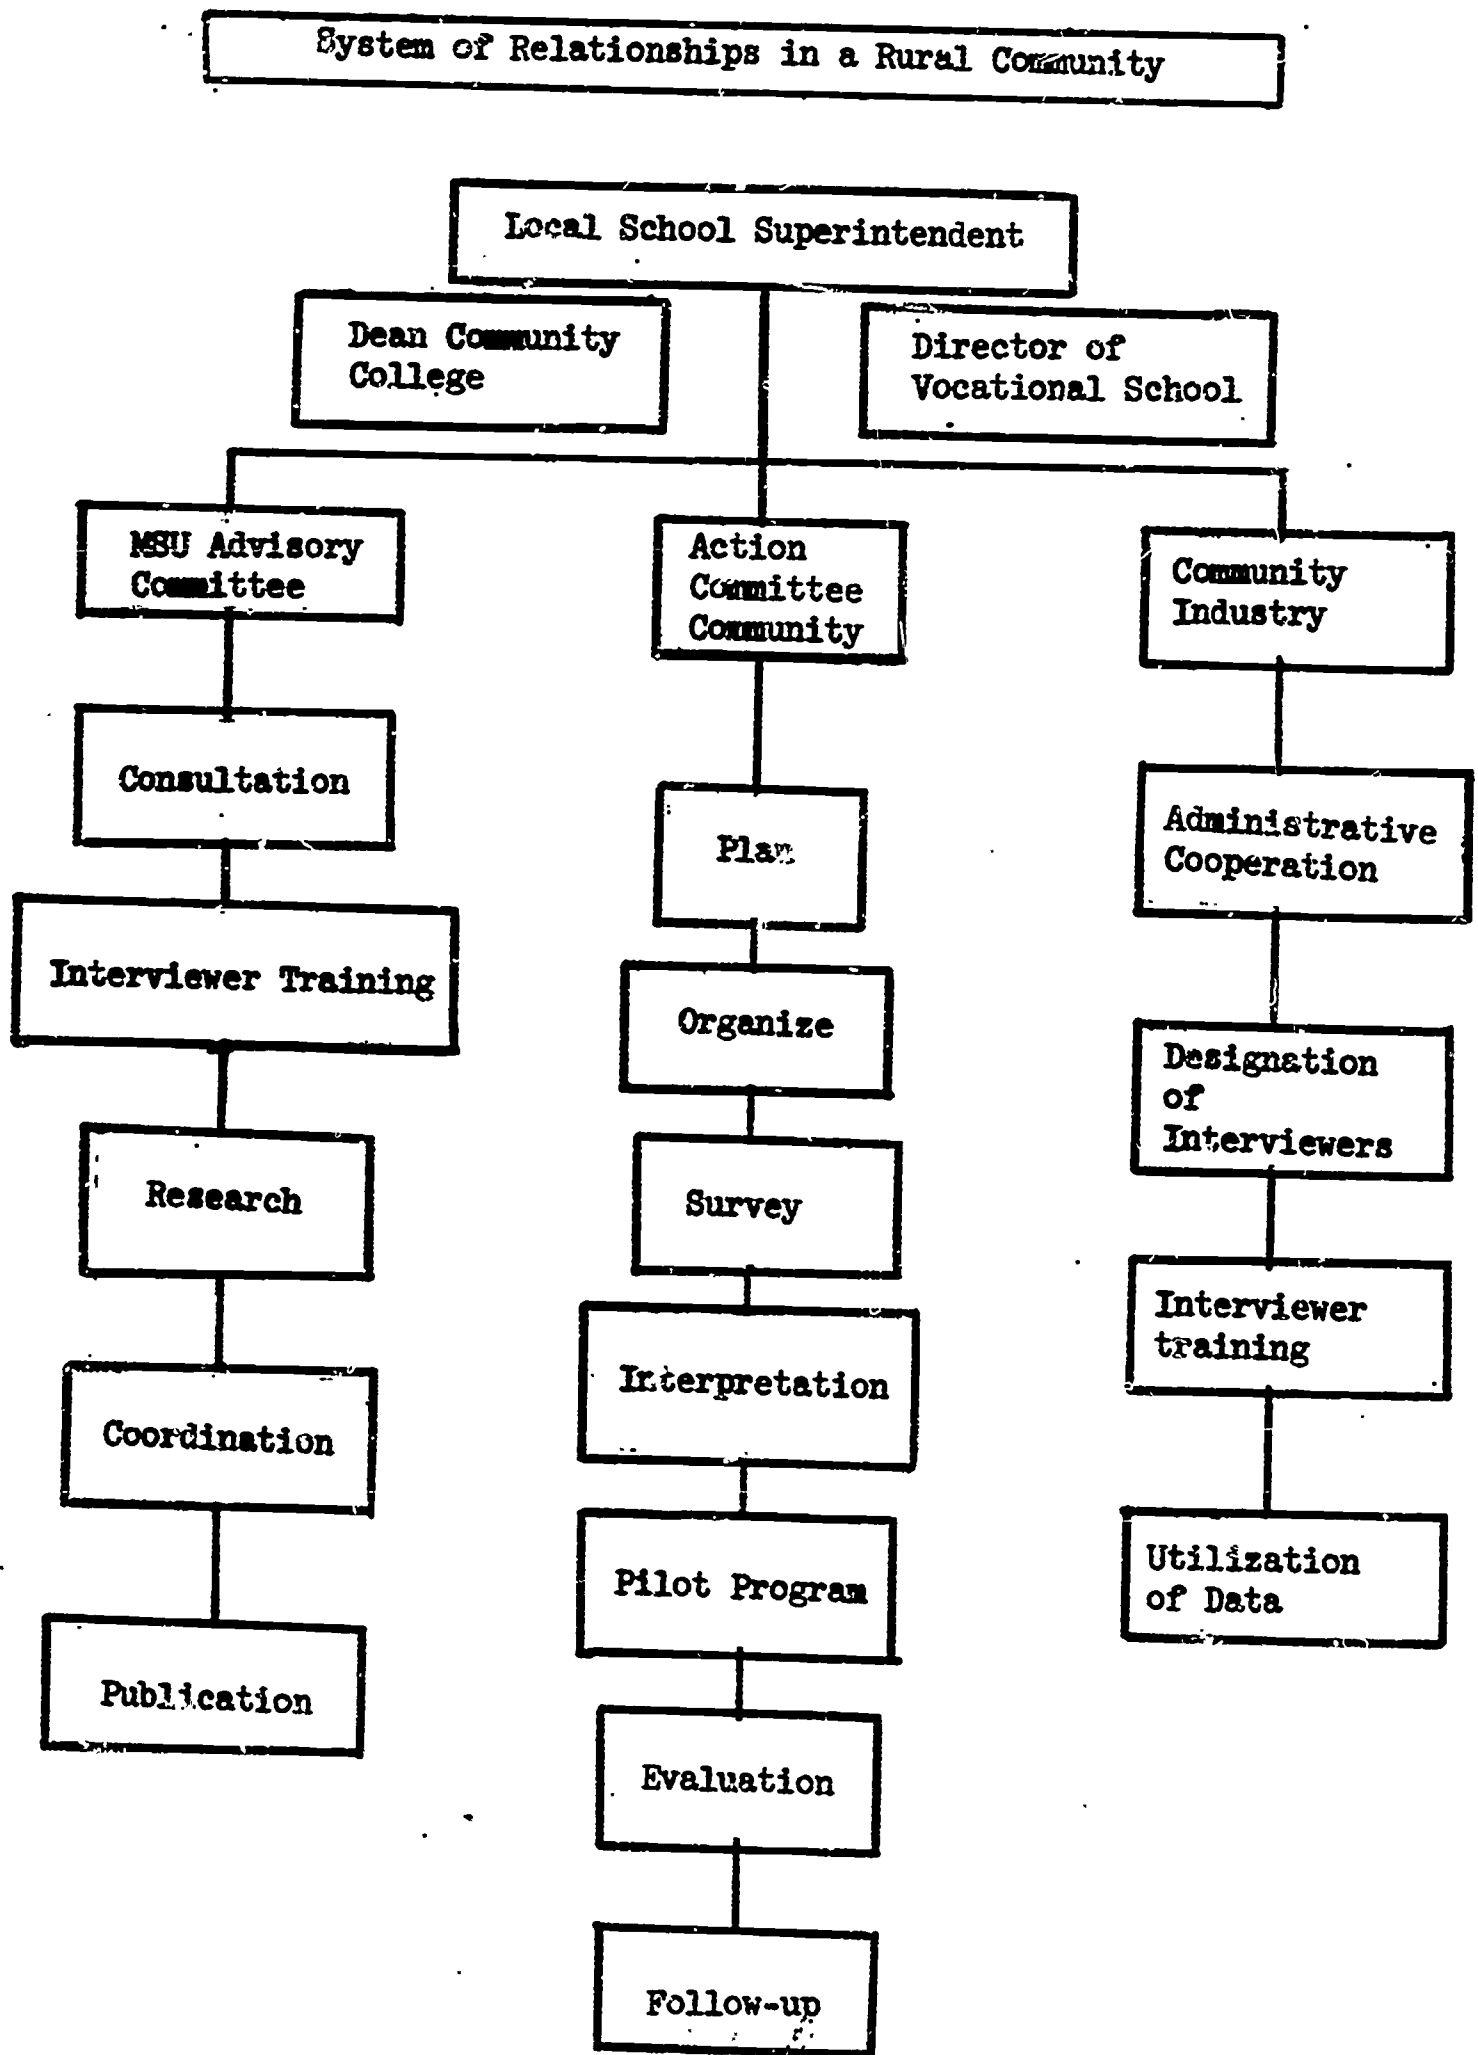 System of Relationships in a Rural Community
Local School Superintendent
Dean Community
College
Director of
Vocational School
MSU Advisory
Committee
Consultation
Interviewer Training
Research
Coordination
Publication
Action
Committee
Community
Plan
Organize
Survey
Interpretation
Pilot Program
Evaluation
Follow-up
Community
Industry
Administrative
Cooperation
Designation
of
Interviewers
Interviewer
training
Utilization
of Data